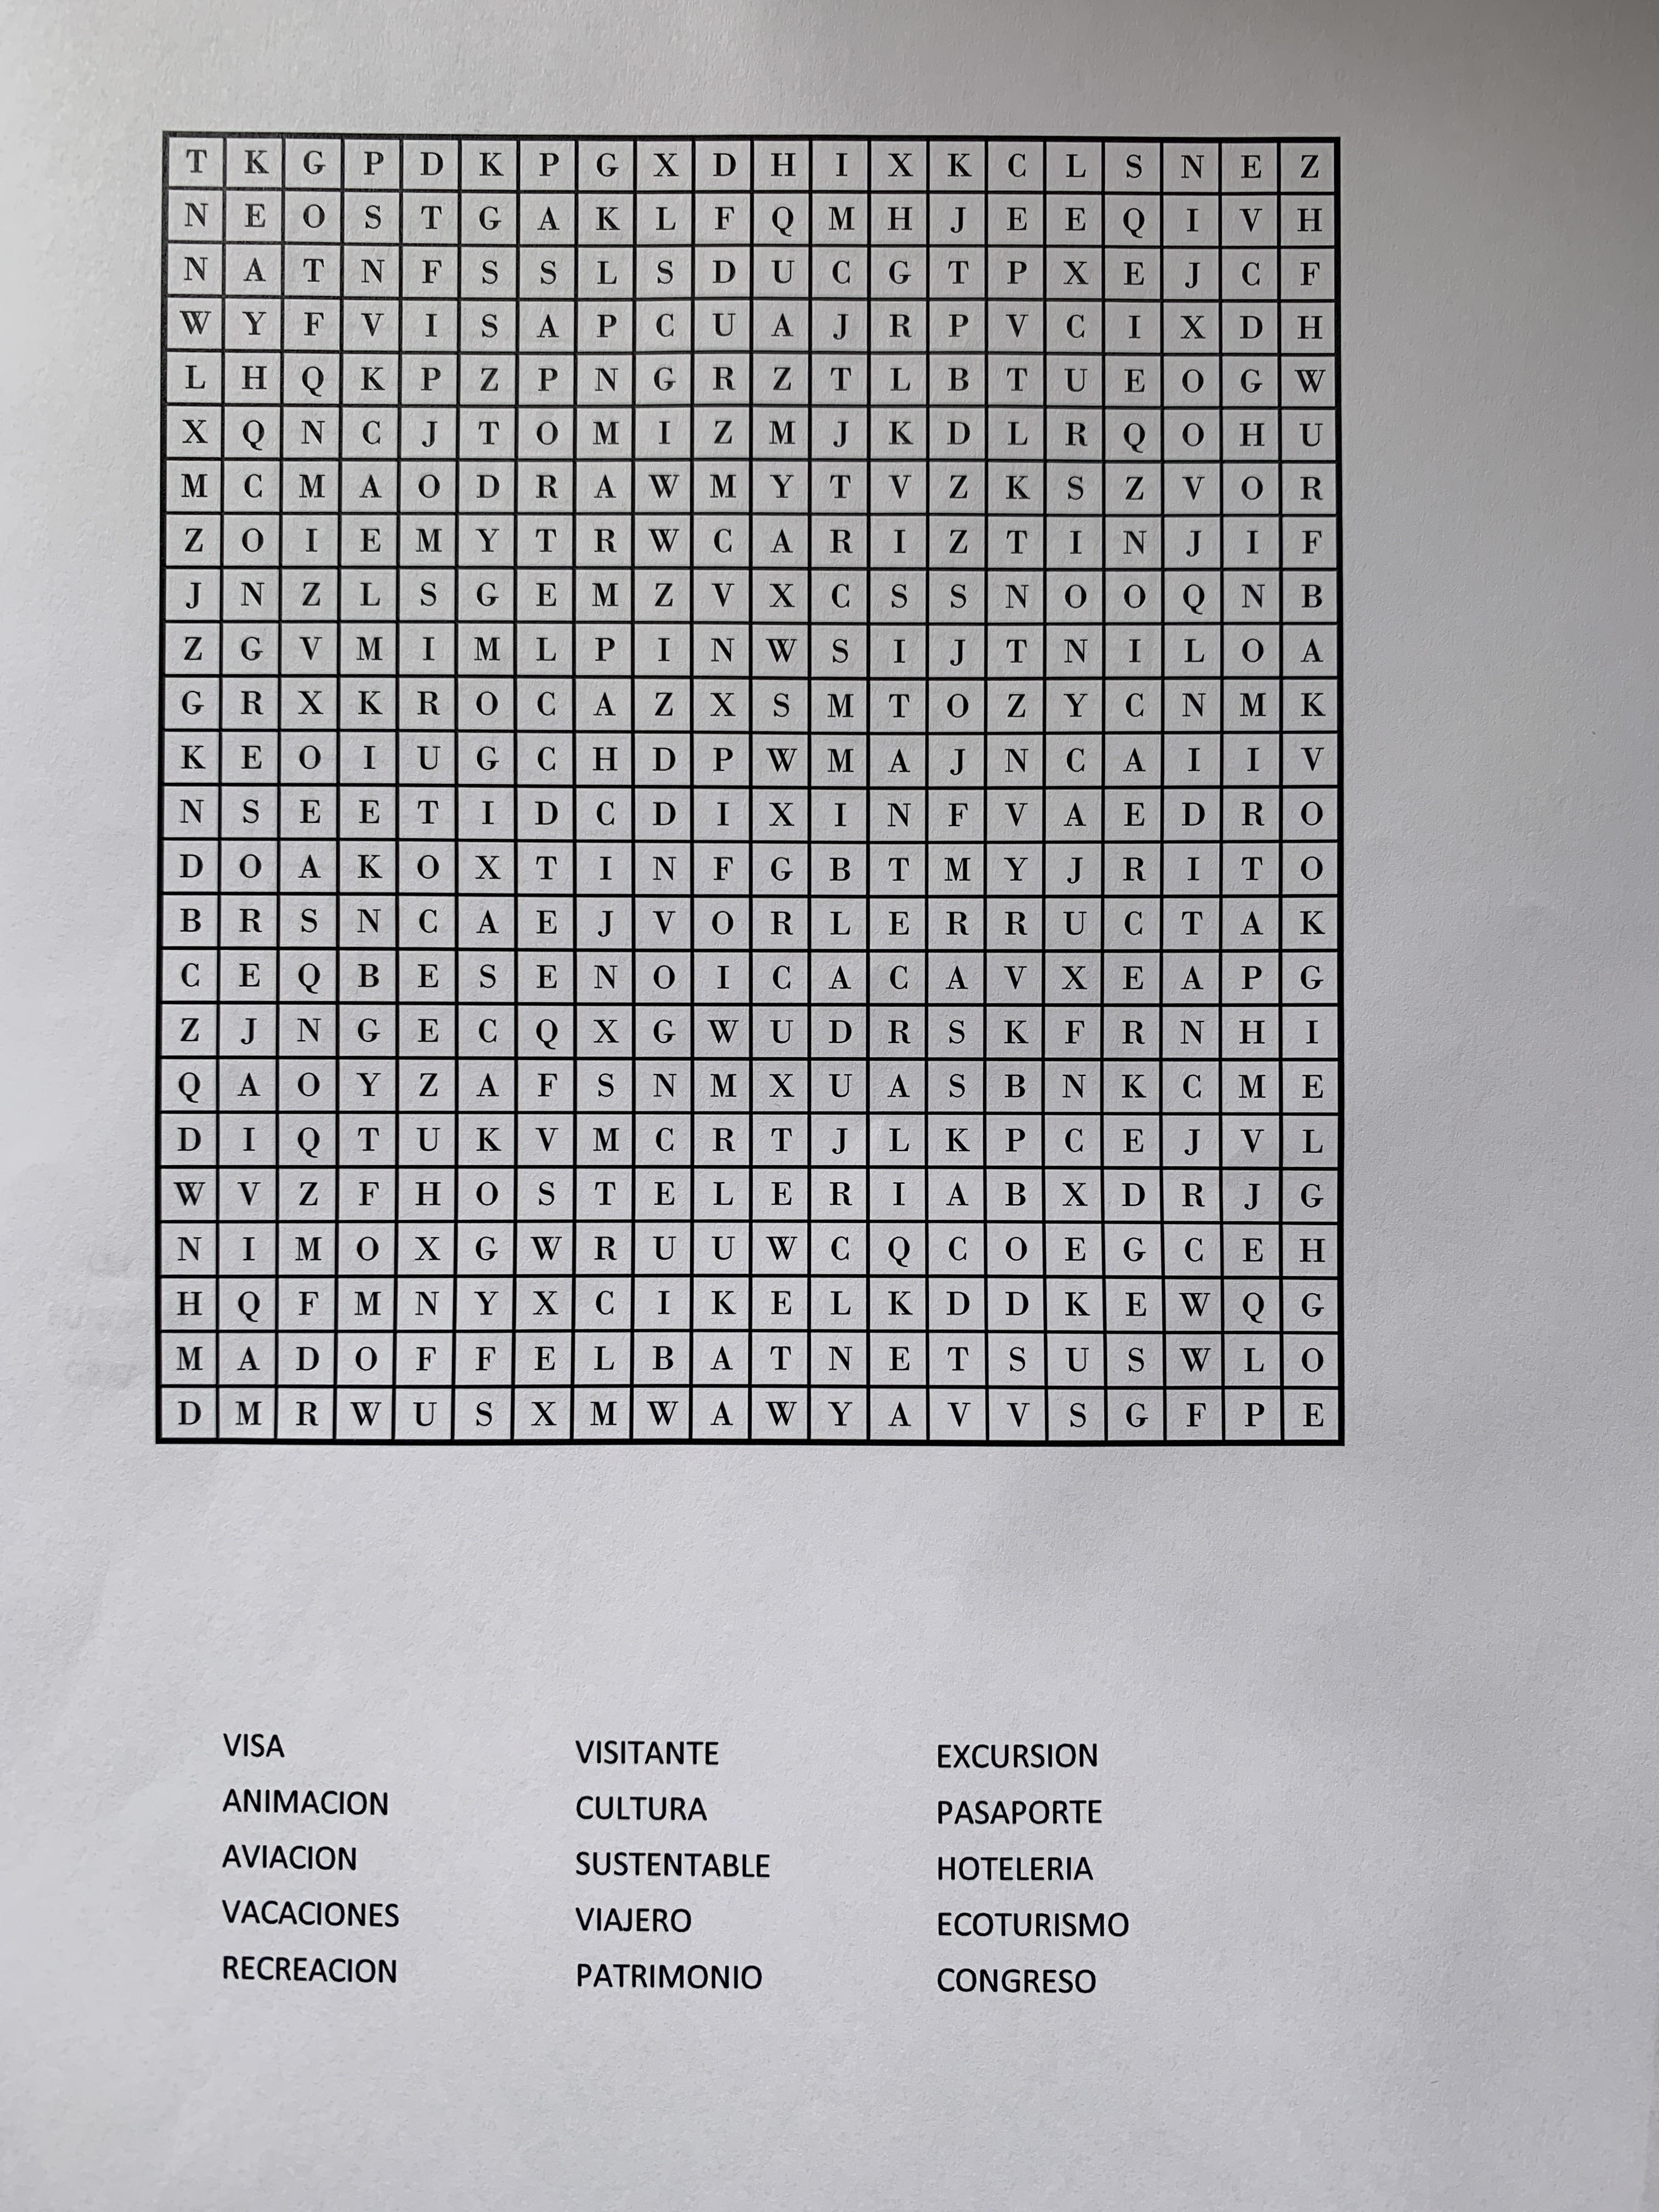 T K G P D K P G X D H I X K C L S N E Z
N E O S T G A K L F Q M H J E E Q I V H
N A T N F S S L S D U C G T P X E J C F
W Y F V I S A P C U A J R P V C I X D H
L H Q K P Z P N G R Z T L B T U E O G W
X Q N C J T O M I Z M J K D L R Q O H U
M C M A O D R A W M Y T V Z K S Z V O R
Z O I E M Y T R W C A R I Z T I N J I F
J N Z L S G E M Z V X C S S N O O Q N B
Z G V M I M L P I N W S I J T N I L O A
G R X K R O C A Z X S M T O Z Y C N M K
K E O I U G C H D P W M A J N C A I I V
N S E E T I D C D I X I N F V A E D R O
D O A K O X T I N F G B T M Y J R I T O
B R S N C A E J V O R L E R R U C T A K
C E Q B E S E N O I C A C A V X E A P G
Z J N G E C Q X G W U D R S K F R N H I
Q A O Y Z A F S N M X U A S B N K C M E
D I Q T U K V M C R T J L K P C E J V L
W V Z F H O S T E L E R I A B X D R J G
N I M O X G W R U U W C Q C O E G C E H
H Q F M N Y X C I K E L K D D K E W Q G
M A D O F F E L B A T N E T S U S W L O
D M R W U S X M W A W Y A V V S G F P E
VISA VISITANTE EXCURSION
ANIMACION CULTURA PASAPORTE
AVIACION SUSTENTABLE HOTELERIA
VACACIONES VIAJERO ECOTURISMO
RECREACION PATRIMONIO CONGRESO